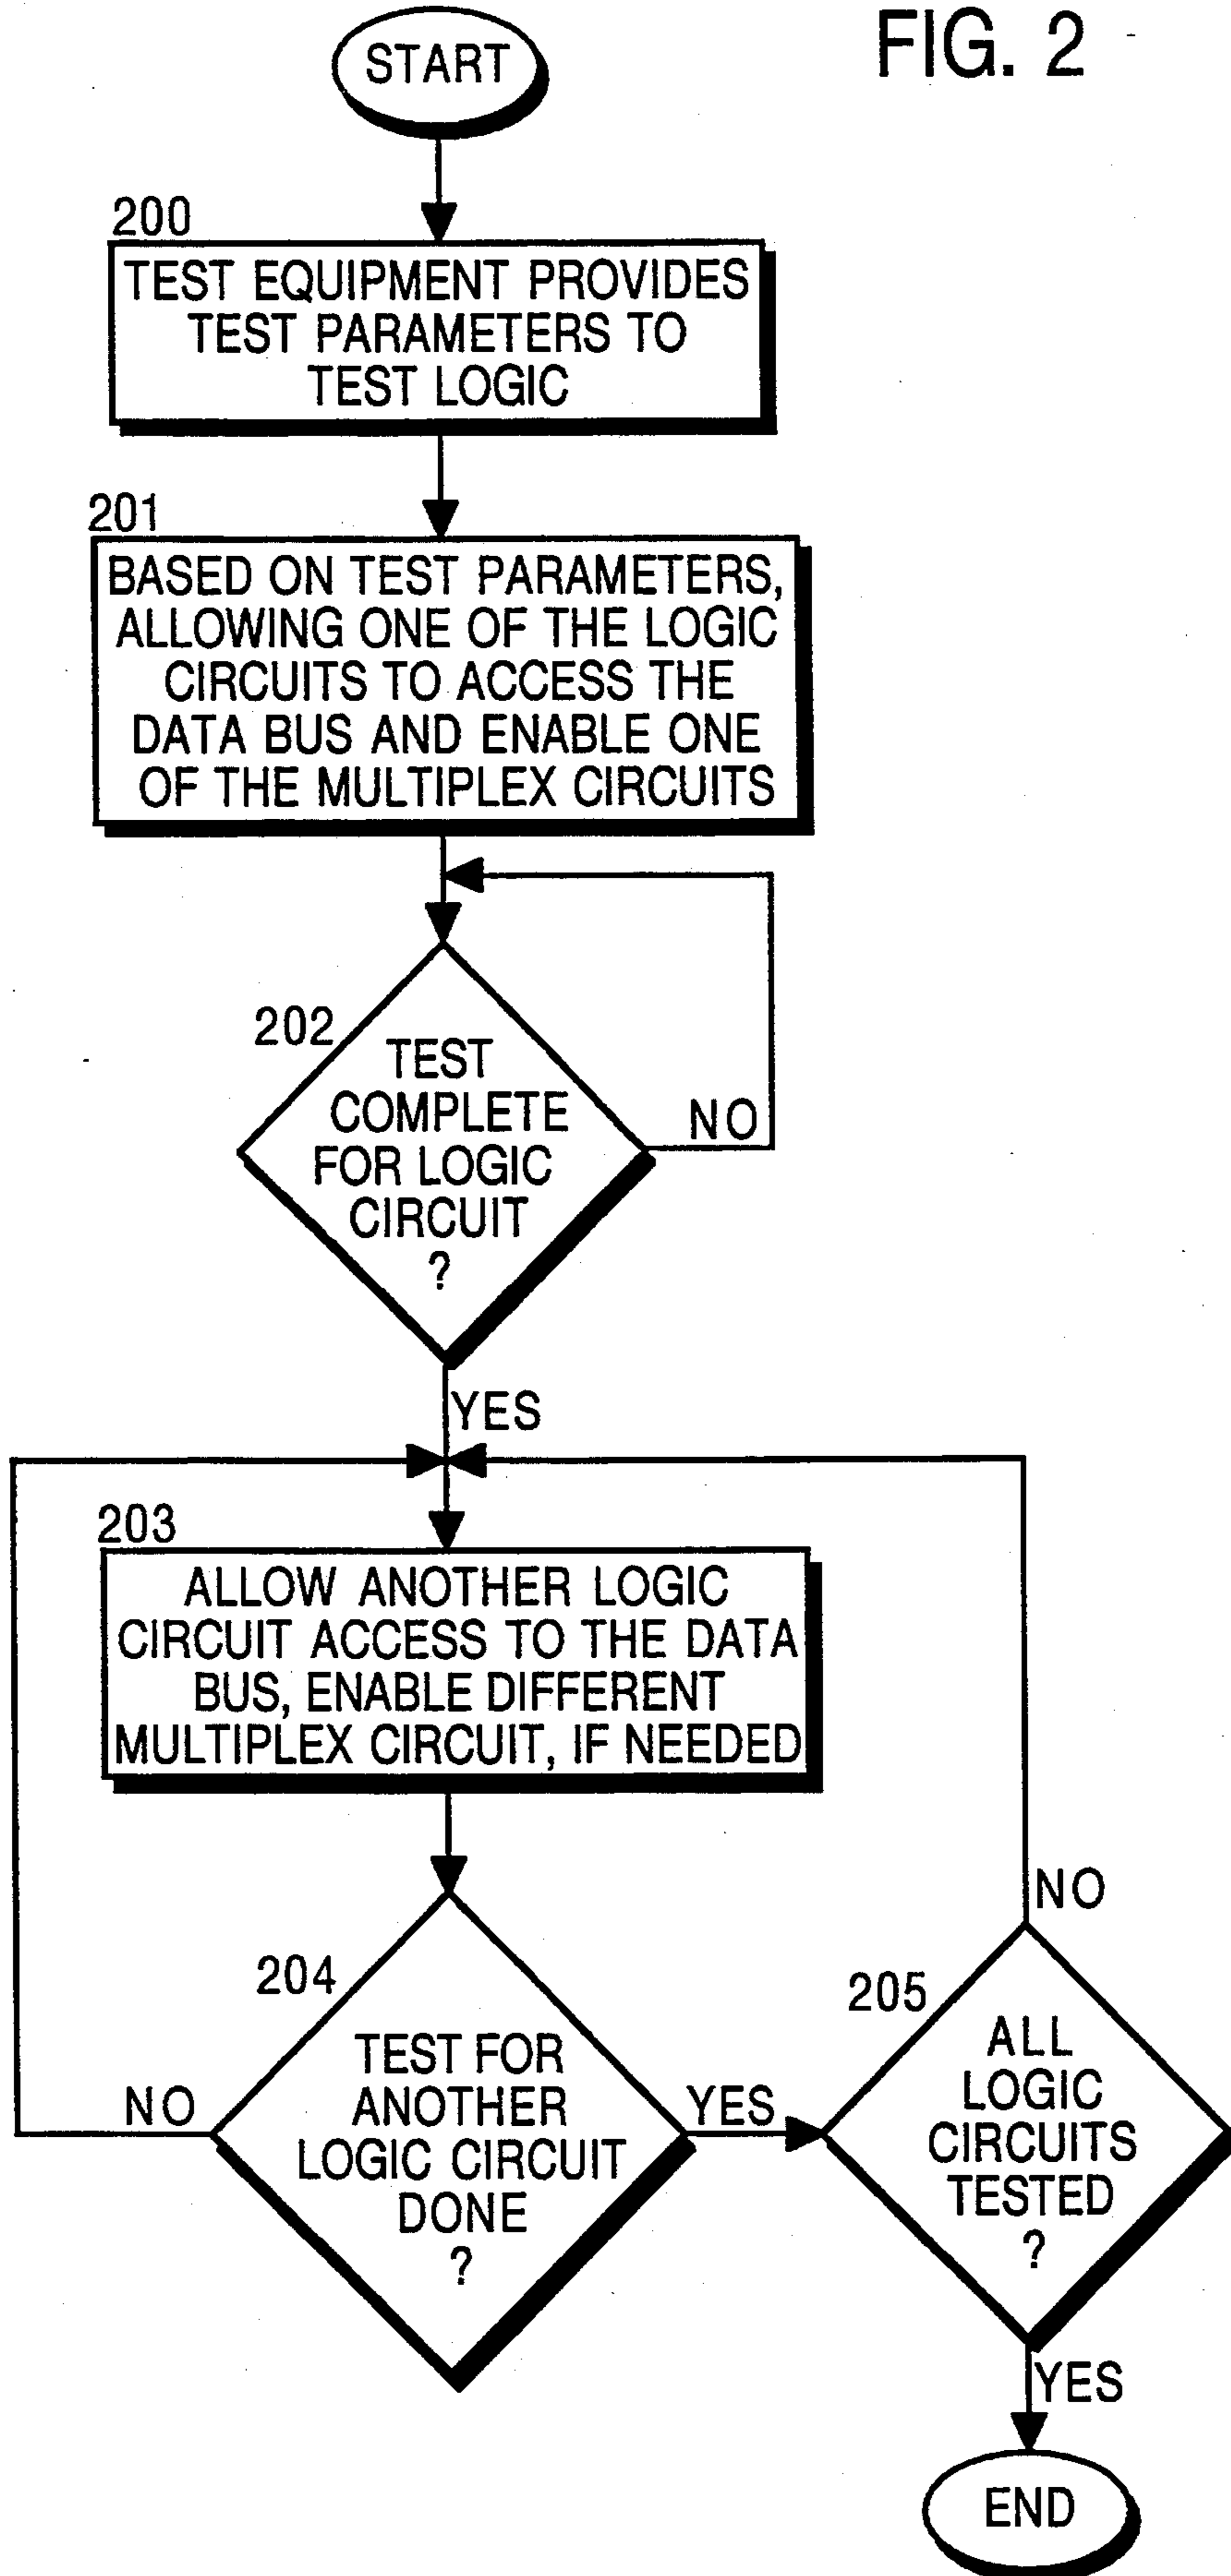 FIG. 2
START
200
TEST EQUIPMENT PROVIDES
TEST PARAMETERS TO
TEST LOGIC
201
BASED ON TEST PARAMETERS,
ALLOWING ONE OF THE LOGIC
CIRCUITS TO ACCESS THE
DATA BUS AND ENABLE ONE
OF THE MULTIPLEX CIRCUITS
202
TEST
COMPLETE
FOR LOGIC
CIRCUIT
?
NO
YES
203
ALLOW ANOTHER LOGIC
CIRCUIT ACCESS TO THE DATA
BUS, ENABLE DIFFERENT
MULTIPLEX CIRCUIT, IF NEEDED
204
TEST FOR
ANOTHER
LOGIC CIRCUIT
DONE
?
NO
YES
205
ALL
LOGIC
CIRCUITS
TESTED
?
NO
YES
END